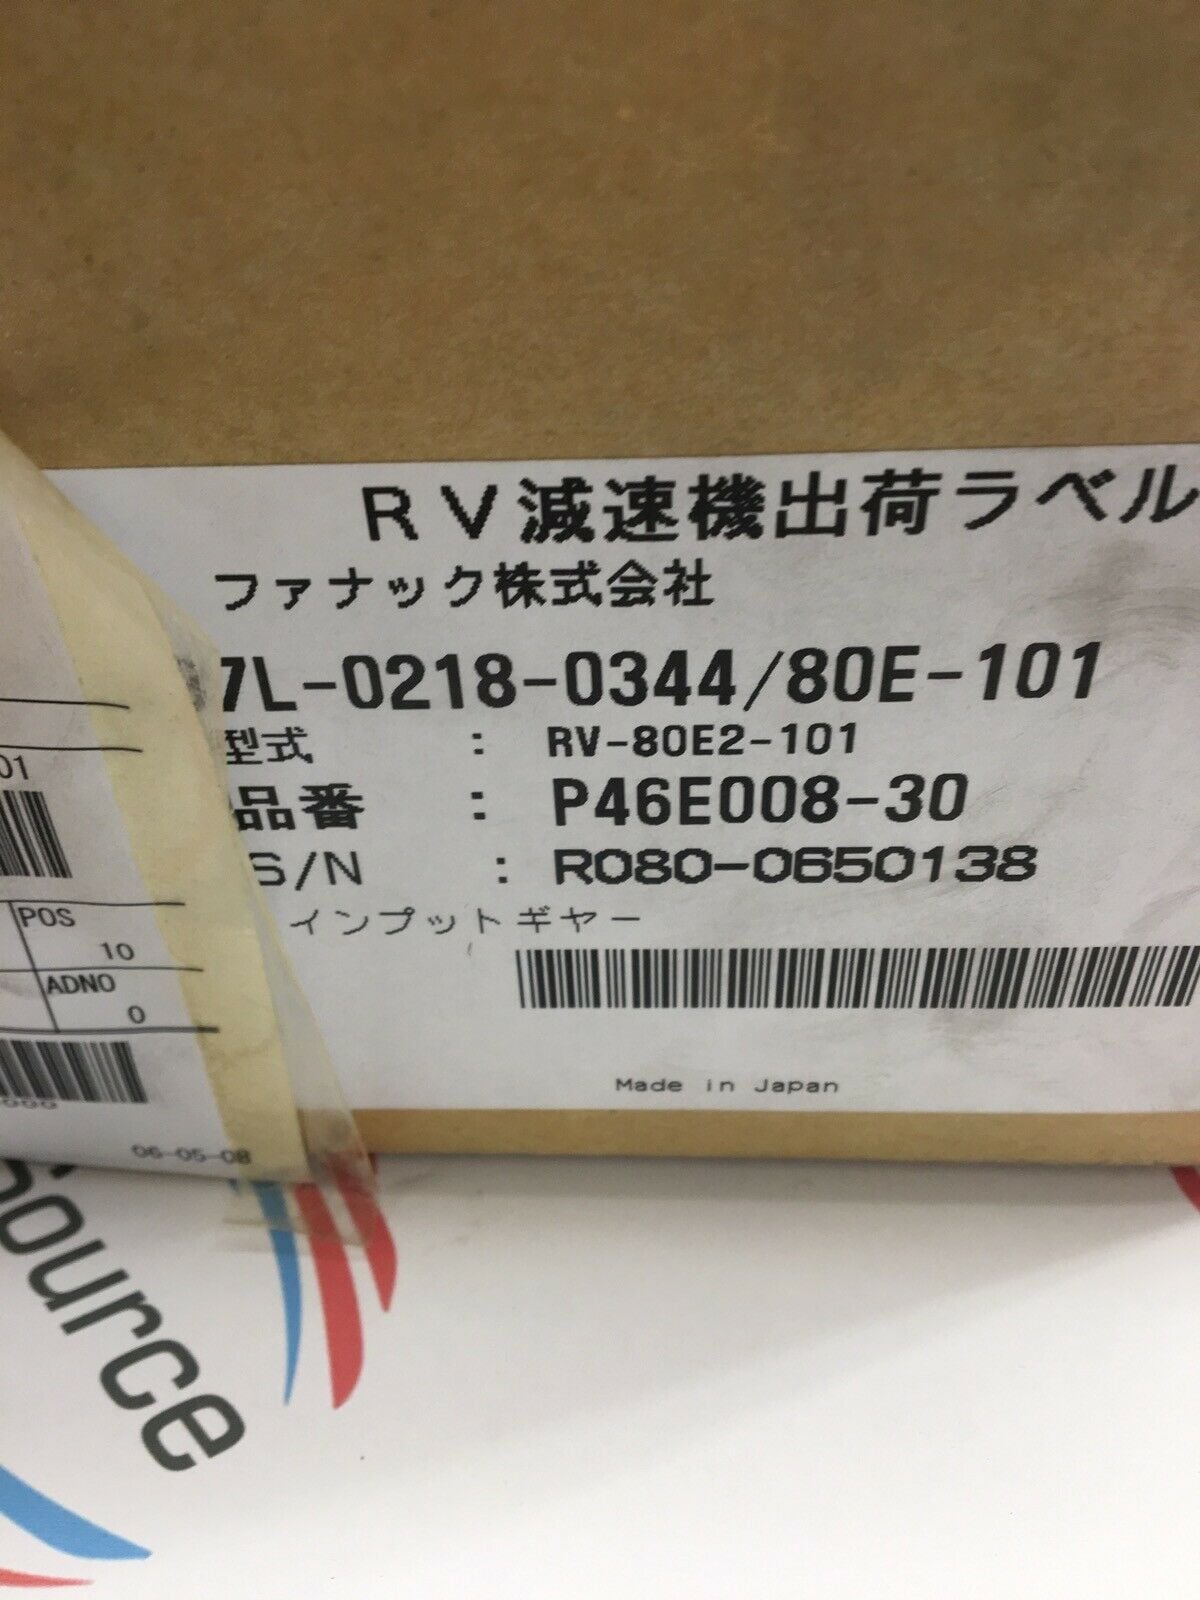 RV減速機出荷ラベル
ファナック株式会社
7L-0218-0344/80E-101
型式 : RV-80E2-101
品番 : P46E008-30
S/N : R080-0650138
インプットギヤー
Made in Japan
01
POS
10
ADNO
0
06-05-08
source